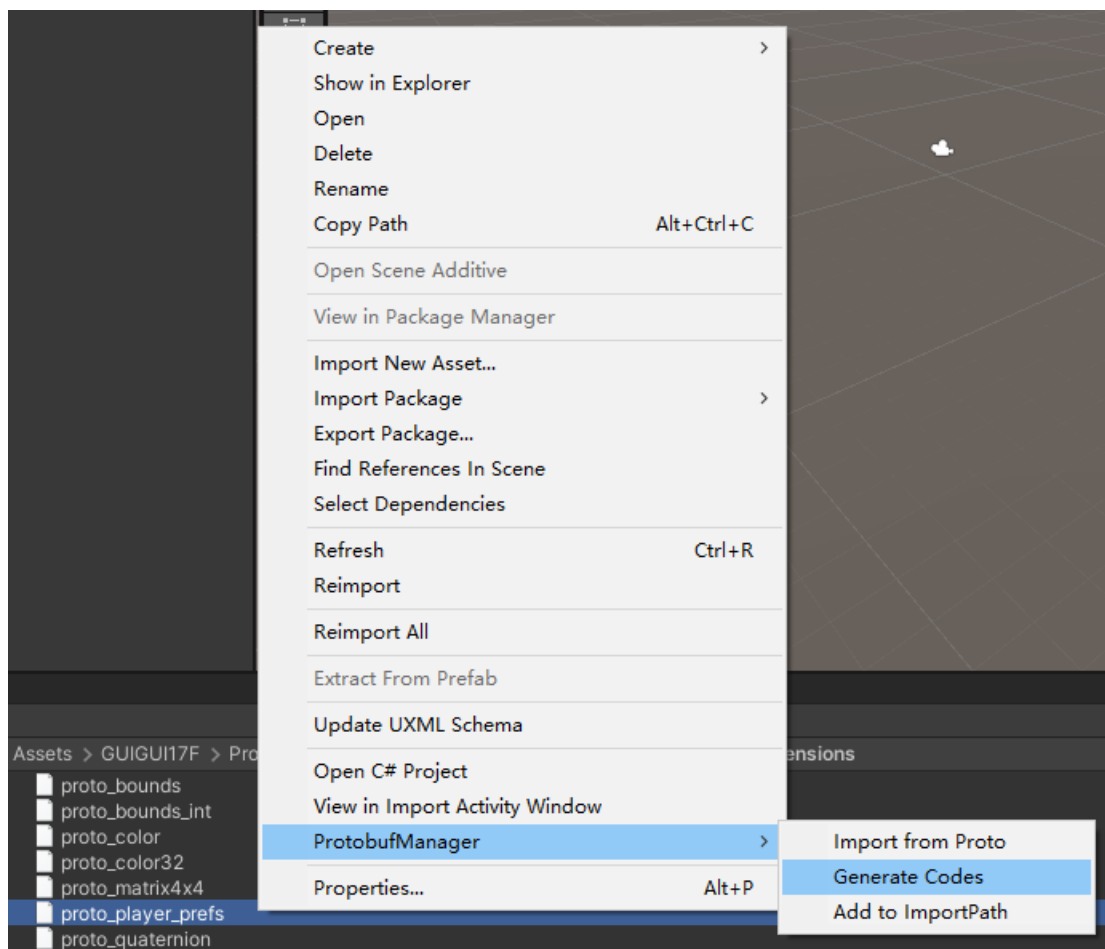 Create
Show in Explorer
Open
Delete
Rename
Copy Path Alt+Ctrl+C
Open Scene Additive
View in Package Manager
Import New Asset...
Import Package
Export Package...
Find References In Scene
Select Dependencies
Refresh Ctrl+R
Reimport
Reimport All
Extract From Prefab
Update UXML Schema
Open C# Project
View in Import Activity Window
ProtobufManager
Properties... Alt+P
Import from Proto
Generate Codes
Add to ImportPath
Assets > GUIGUI17F > Pro
ensions
proto_bounds
proto_bounds_int
proto_color
proto_color32
proto_matrix4x4
proto_player_prefs
proto_quaternion